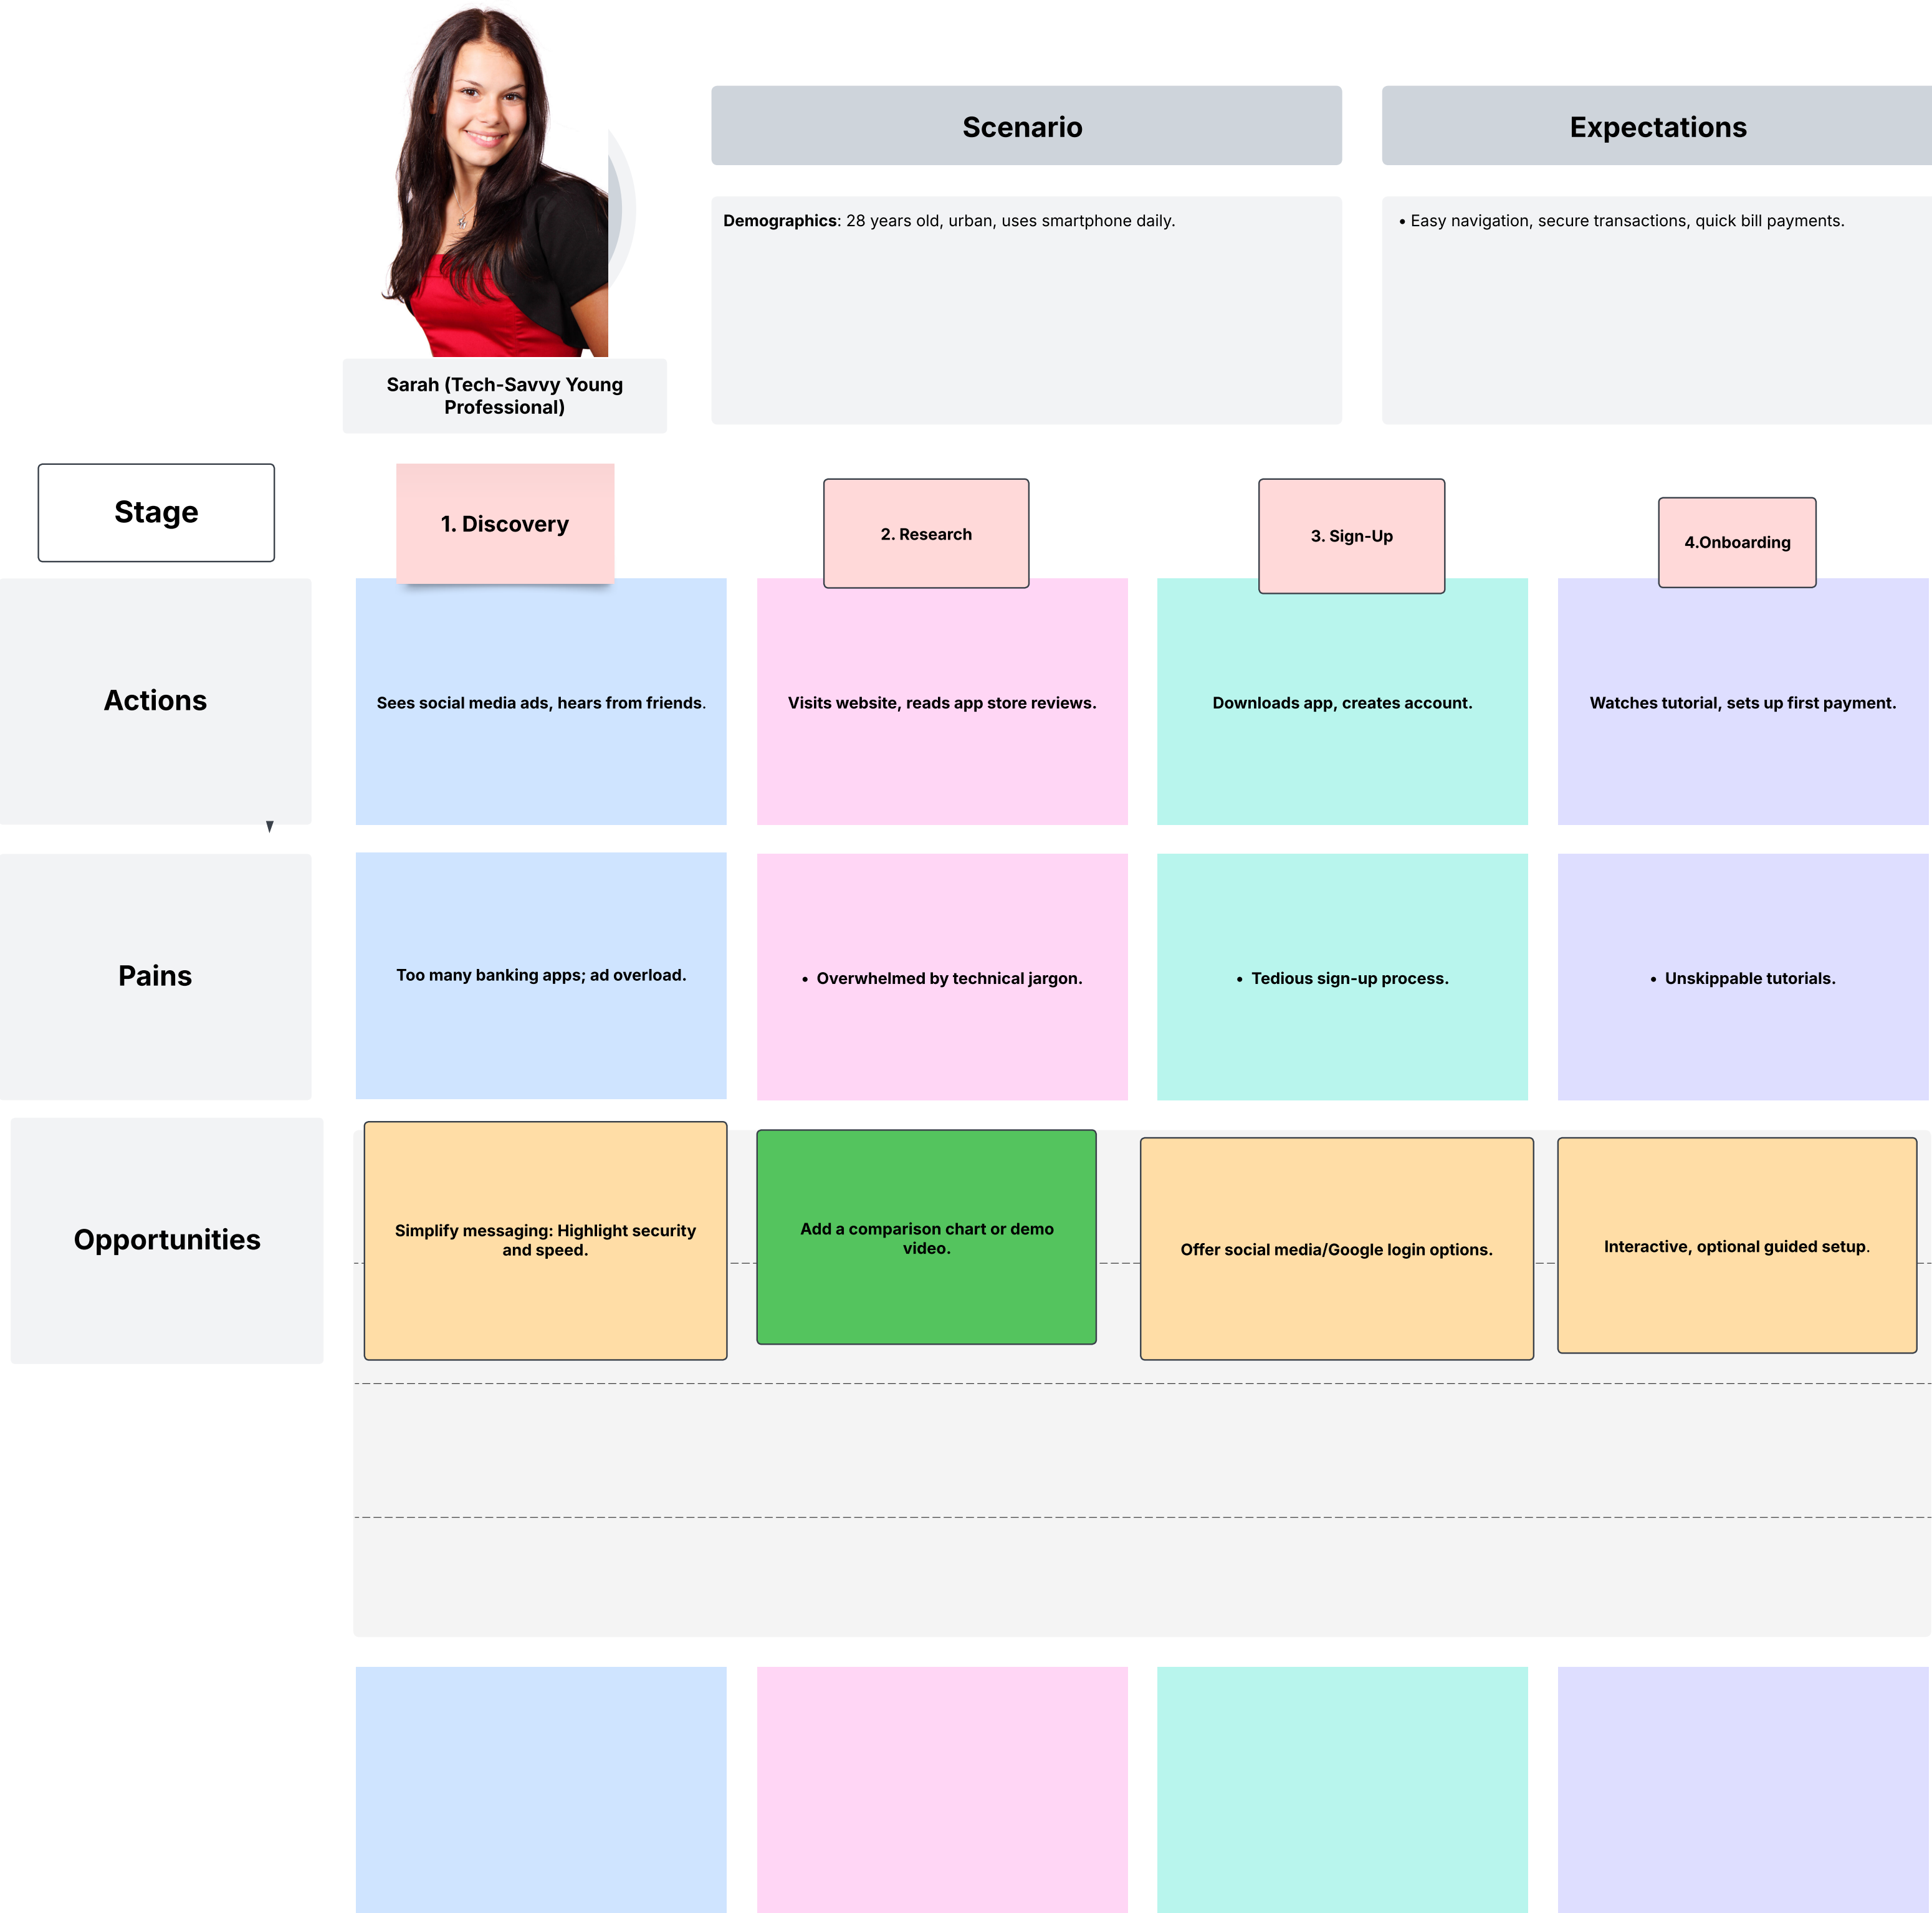 Scenario
Expectations
Demographics: 28 years old, urban, uses smartphone daily.
• Easy navigation, secure transactions, quick bill payments.
Sarah (Tech-Savvy Young
Professional)
Stage
1. Discovery
2. Research
3. Sign-Up
4.Onboarding
Actions
Sees social media ads, hears from friends.
Visits website, reads app store reviews.
Downloads app, creates account.
Watches tutorial, sets up first payment.
Pains
Too many banking apps; ad overload.
• Overwhelmed by technical jargon.
• Tedious sign-up process.
• Unskippable tutorials.
Opportunities
Simplify messaging: Highlight security
and speed.
Add a comparison chart or demo
video.
Offer social media/Google login options.
Interactive, optional guided setup.